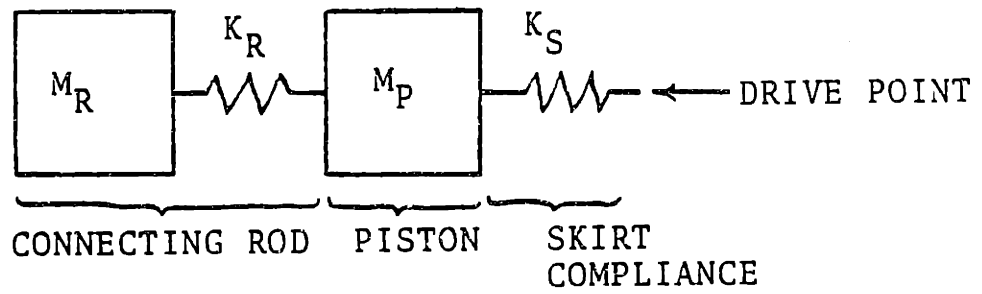 K_R
K_S
M_R
M_P
DRIVE POINT
CONNECTING ROD
PISTON
SKIRT
COMPLIANCE